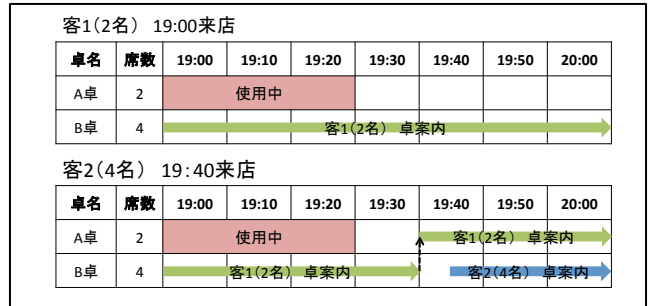 客1(2名) 19:00来店
卓名 席数 19:00 19:10 19:20 19:30 19:40 19:50 20:00
A卓 2 使用中
B卓 4 客1(2名) 卓案内
客2(4名) 19:40来店
卓名 席数 19:00 19:10 19:20 19:30 19:40 19:50 20:00
A卓 2 使用中 客1(2名) 卓案内
B卓 4 客1(2名) 卓案内 客2(4名) 卓案内